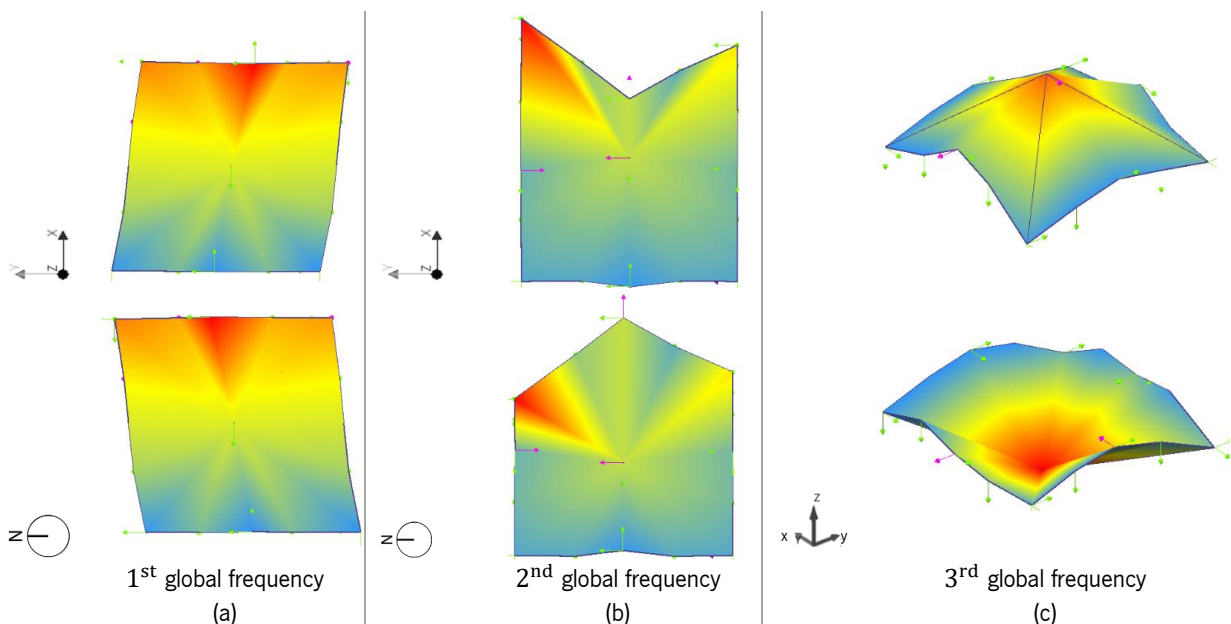 X
Y
Z
X
Y
Z
N
N
z
x
y
1st global frequency
(a)
2nd global frequency
(b)
3rd global frequency
(c)